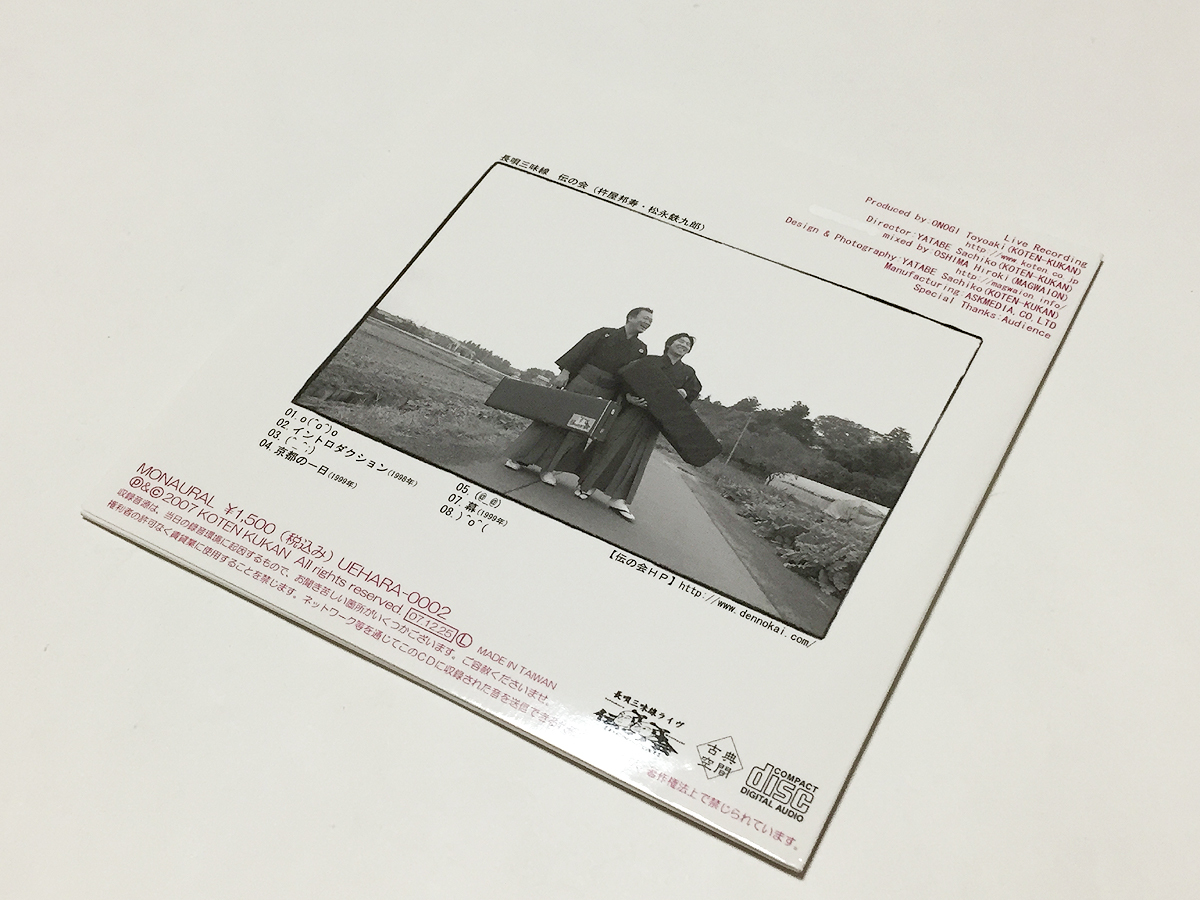 長唄三味線 伝の会(杵屋邦寿・松永鉄九郎)
Live Recording
Produced by:ONOGI Toyoaki(KOTEN-KUKAN)
http://www.koten.co.jp
Director:YATABE Sachiko(KOTEN-KUKAN)
mixed by:OSHIMA Hiroki(MAGWAION)
http://magwaion.info/
Design & Photography:YATABE Sachiko(KOTEN-KUKAN)
Manufacturing:ASKMEDIA.CO.LTD
Special Thanks:Audience
01.o(^o^)o
02.イントロダクション(1998年)
03.(^_^;)
04.京都の一日(1999年)
05.(@_@)
07.幕(1999年)
08.)^o^(
【伝の会HP】http://www.dennokai.com/
MONAURAL ¥1,500(税込み) UEHARA-0002
Ⓟ&©2007 KOTEN KUKAN All rights reserved. 07.12.25 Ⓛ MADE IN TAIWAN
収録音源は、当日の録音環境に起因するもので、お聞き苦しい箇所がいくつかございます。ご容赦くださいませ。
権利者の許可なく賃貸業に使用することを禁じます。ネットワーク等を通じてこのCDに収録された音を送信できる
著作権法上で禁じられています。
長唄三味線ライヴ
伝の会
古典
空間
COMPACT
disc
DIGITAL AUDIO